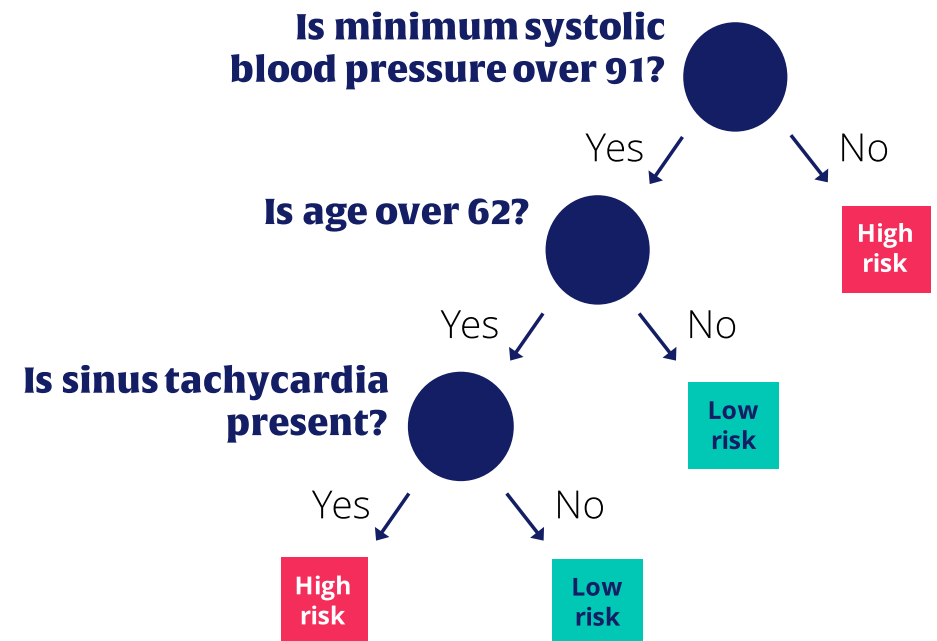 Is minimum systolic
blood pressure over 91?
Yes
No
Is age over 62?
High
risk
Yes
No
Is sinus tachycardia
present?
Low
risk
Yes
No
High
risk
Low
risk